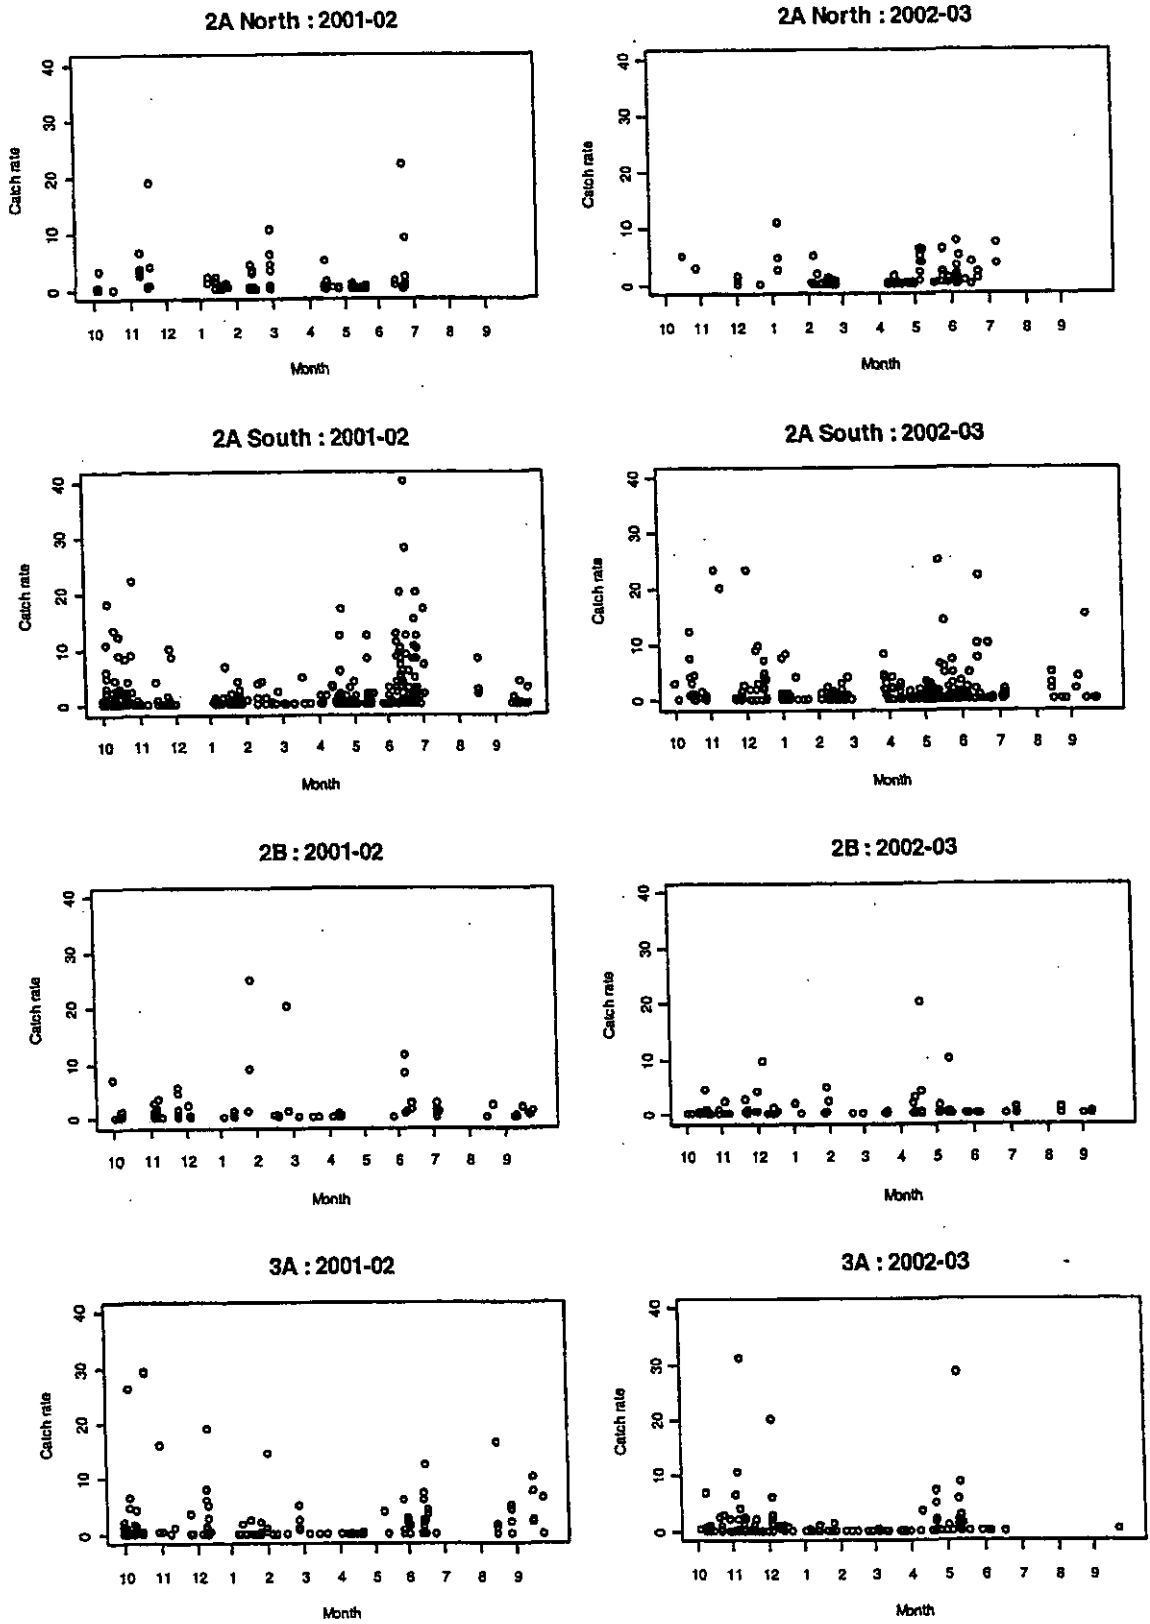 2A North : 2001-02
40
30
20
10
0
Catch rate
10 11 12 1 2 3 4 5 6 7 8 9
Month
2A North : 2002-03
40
30
20
10
0
Catch rate
10 11 12 1 2 3 4 5 6 7 8 9
Month
2A South : 2001-02
40
30
20
10
0
Catch rate
10 11 12 1 2 3 4 5 6 7 8 9
Month
2A South : 2002-03
40
30
20
10
0
Catch rate
10 11 12 1 2 3 4 5 6 7 8 9
Month
2B : 2001-02
40
30
20
10
0
Catch rate
10 11 12 1 2 3 4 5 6 7 8 9
Month
2B : 2002-03
40
30
20
10
0
Catch rate
10 11 12 1 2 3 4 5 6 7 8 9
Month
3A : 2001-02
40
30
20
10
0
Catch rate
10 11 12 1 2 3 4 5 6 7 8 9
Month
3A : 2002-03
40
30
20
10
0
Catch rate
10 11 12 1 2 3 4 5 6 7 8 9
Month